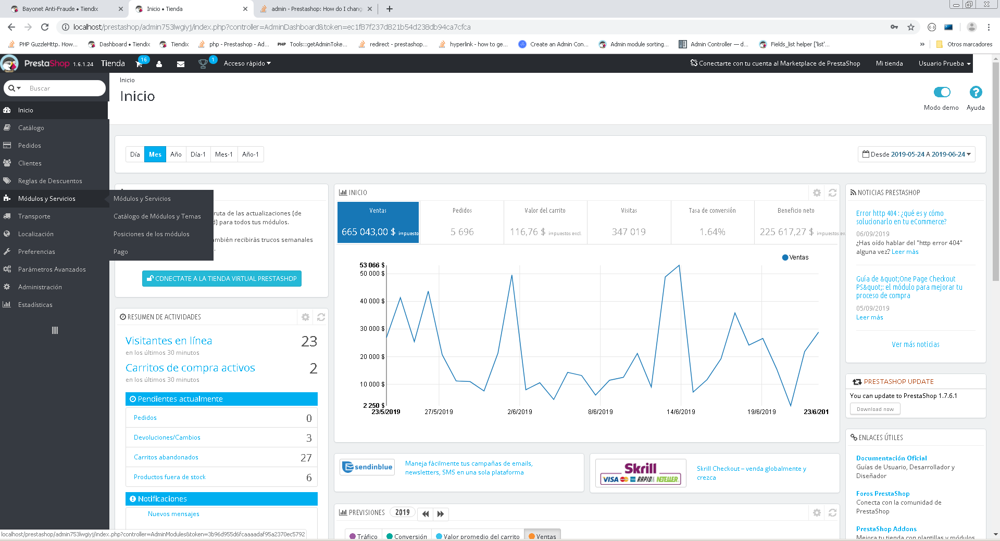 Bayonet Anti-Fraude • Tiendix
Inicio • Tienda
admin - Prestashop: How do I chang
localhost/prestashop/admin753lwgiyj/index.php?controller=AdminDashboard&token=ec1f87f237d821b54d238db94ca7cfca
PHP GuzzleHttp. How...
Dashboard • Tiendix
Tiendix
php - Prestashop - Ad...
PHP Tools::getAdminToke...
redirect - prestashop...
hyperlink - how to ge...
Create an Admin Con...
Admin module sorting...
Admin Controller — d...
Fields_list helper ['list'...
»
Otros marcadores
PrestaShop 1.6.1.24
Tienda
16
1
Acceso rápido
Conectarte con tu cuenta al Marketplace de PrestaShop
Mi tienda
Usuario Prueba
Buscar
Inicio
Catálogo
Pedidos
Clientes
Reglas de Descuentos
Módulos y Servicios
Transporte
Localización
Preferencias
Parámetros Avanzados
Administración
Estadísticas
Módulos y Servicios
Catálogo de Módulos y Temas
Posiciones de los módulos
Pago
Inicio
Inicio
Modo demo
Ayuda
Día
Mes
Año
Día-1
Mes-1
Año-1
Desde 2019-05-24 A 2019-06-24
ruta de las actualizaciones (de
d) para todos tus módulos.
ambién recibirás trucos semanales
.
CONECTATE A LA TIENDA VIRTUAL PRESTASHOP
RESUMEN DE ACTIVIDADES
Visitantes en línea 23
en los últimos 30 minutos
Carritos de compra activos 2
en los últimos 30 minutos
Pendientes actualmente
Pedidos 0
Devoluciones/Cambios 3
Carritos abandonados 27
Productos fuera de stock 6
Notificaciones
Nuevos mensajes
INICIO
Ventas
665 043,00 $ impuesto
Pedidos
5 696
Valor del carrito
116,76 $ impuestos excl.
Visitas
347 019
Tasa de conversión
1.64%
Beneficio neto
225 617,27 $ impuestos exc
Ventas
53 066 $
50 000 $
40 000 $
30 000 $
20 000 $
10 000 $
2 250 $
23/5/2019
27/5/2019
2/6/2019
8/6/2019
14/6/2019
19/6/2019
23/6/201
sendinblue
Maneja fácilmente tus campañas de emails,
newsletters, SMS en una sola plataforma
Skrill
VISA RAPID NETELLER
Skrill Checkout – venda globalmente y
crezca
PREVISIONES 2019
Tráfico
Conversión
Valor promedio del carrito
Ventas
NOTICIAS PRESTASHOP
Error http 404 : ¿qué es y cómo
solucionarlo en tu eCommerce?
06/09/2019
¿Has oído hablar del "http error 404"
alguna vez? Leer más
Guía de &quot;One Page Checkout
PS&quot;: el módulo para mejorar tu
proceso de compra
05/09/2019
Leer más
Ver más noticias
PRESTASHOP UPDATE
You can update to PrestaShop 1.7.6.1
Download now
ENLACES ÚTILES
Documentación Oficial
Guías de Usuario, Desarrollador y
Diseñador
Foros PrestaShop
Conecta con la comunidad de
PrestaShop
PrestaShop Addons
Mejora tu tienda con plantillas y módulos
localhost/prestashop/admin753lwgiyj/index.php?controller=AdminModules&token=3b96d955d6fcaaaadaf95a2370ec5792